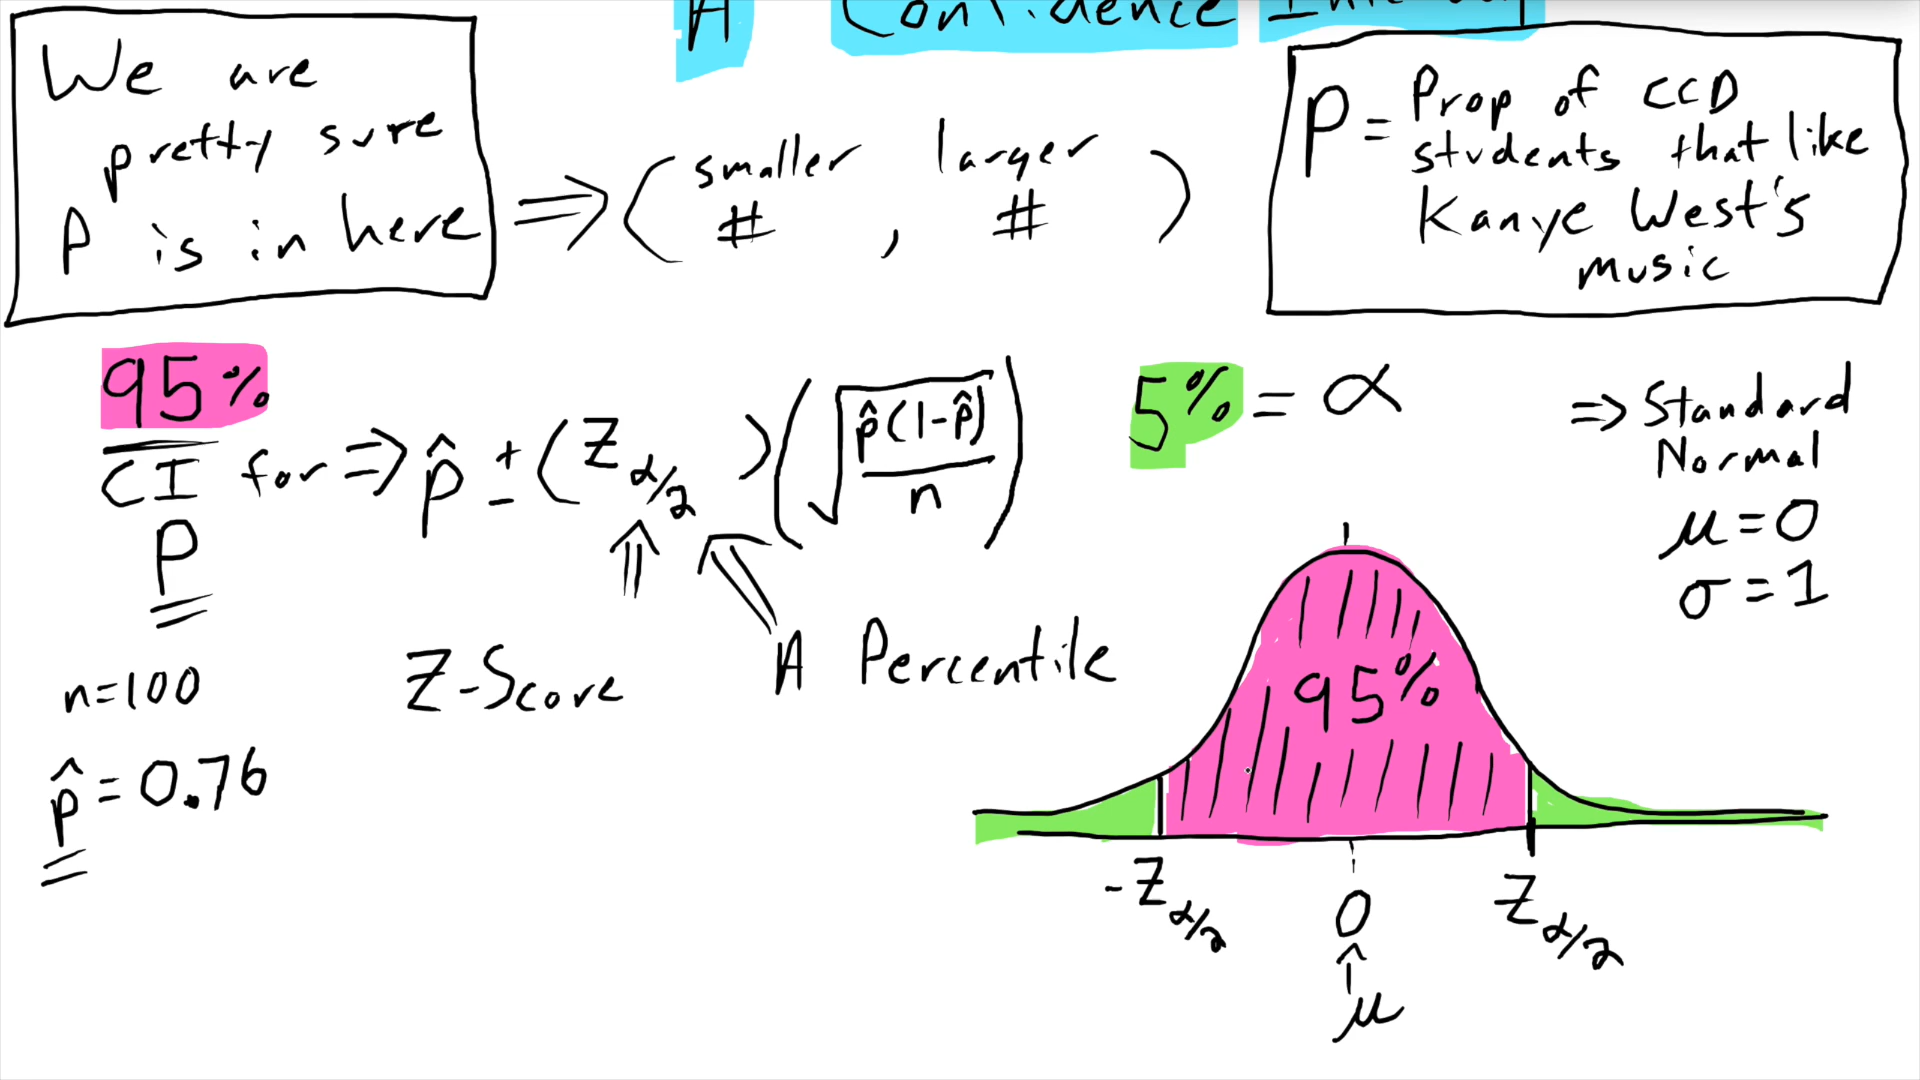 A Confidence Interval
We are
pretty sure
P is in here
⇒ ( smaller # , larger # )
P = Prop of CCD
students that like
Kanye West's
music
95%
CI for ⇒ p̂ ± (Z α/2) (√ p̂(1-p̂) / n)
P
5% = α
⇒ Standard
Normal
μ = 0
σ = 1
n=100
Z-Score
A Percentile
p̂ = 0.76
95%
-Z α/2
0
Z α/2
μ